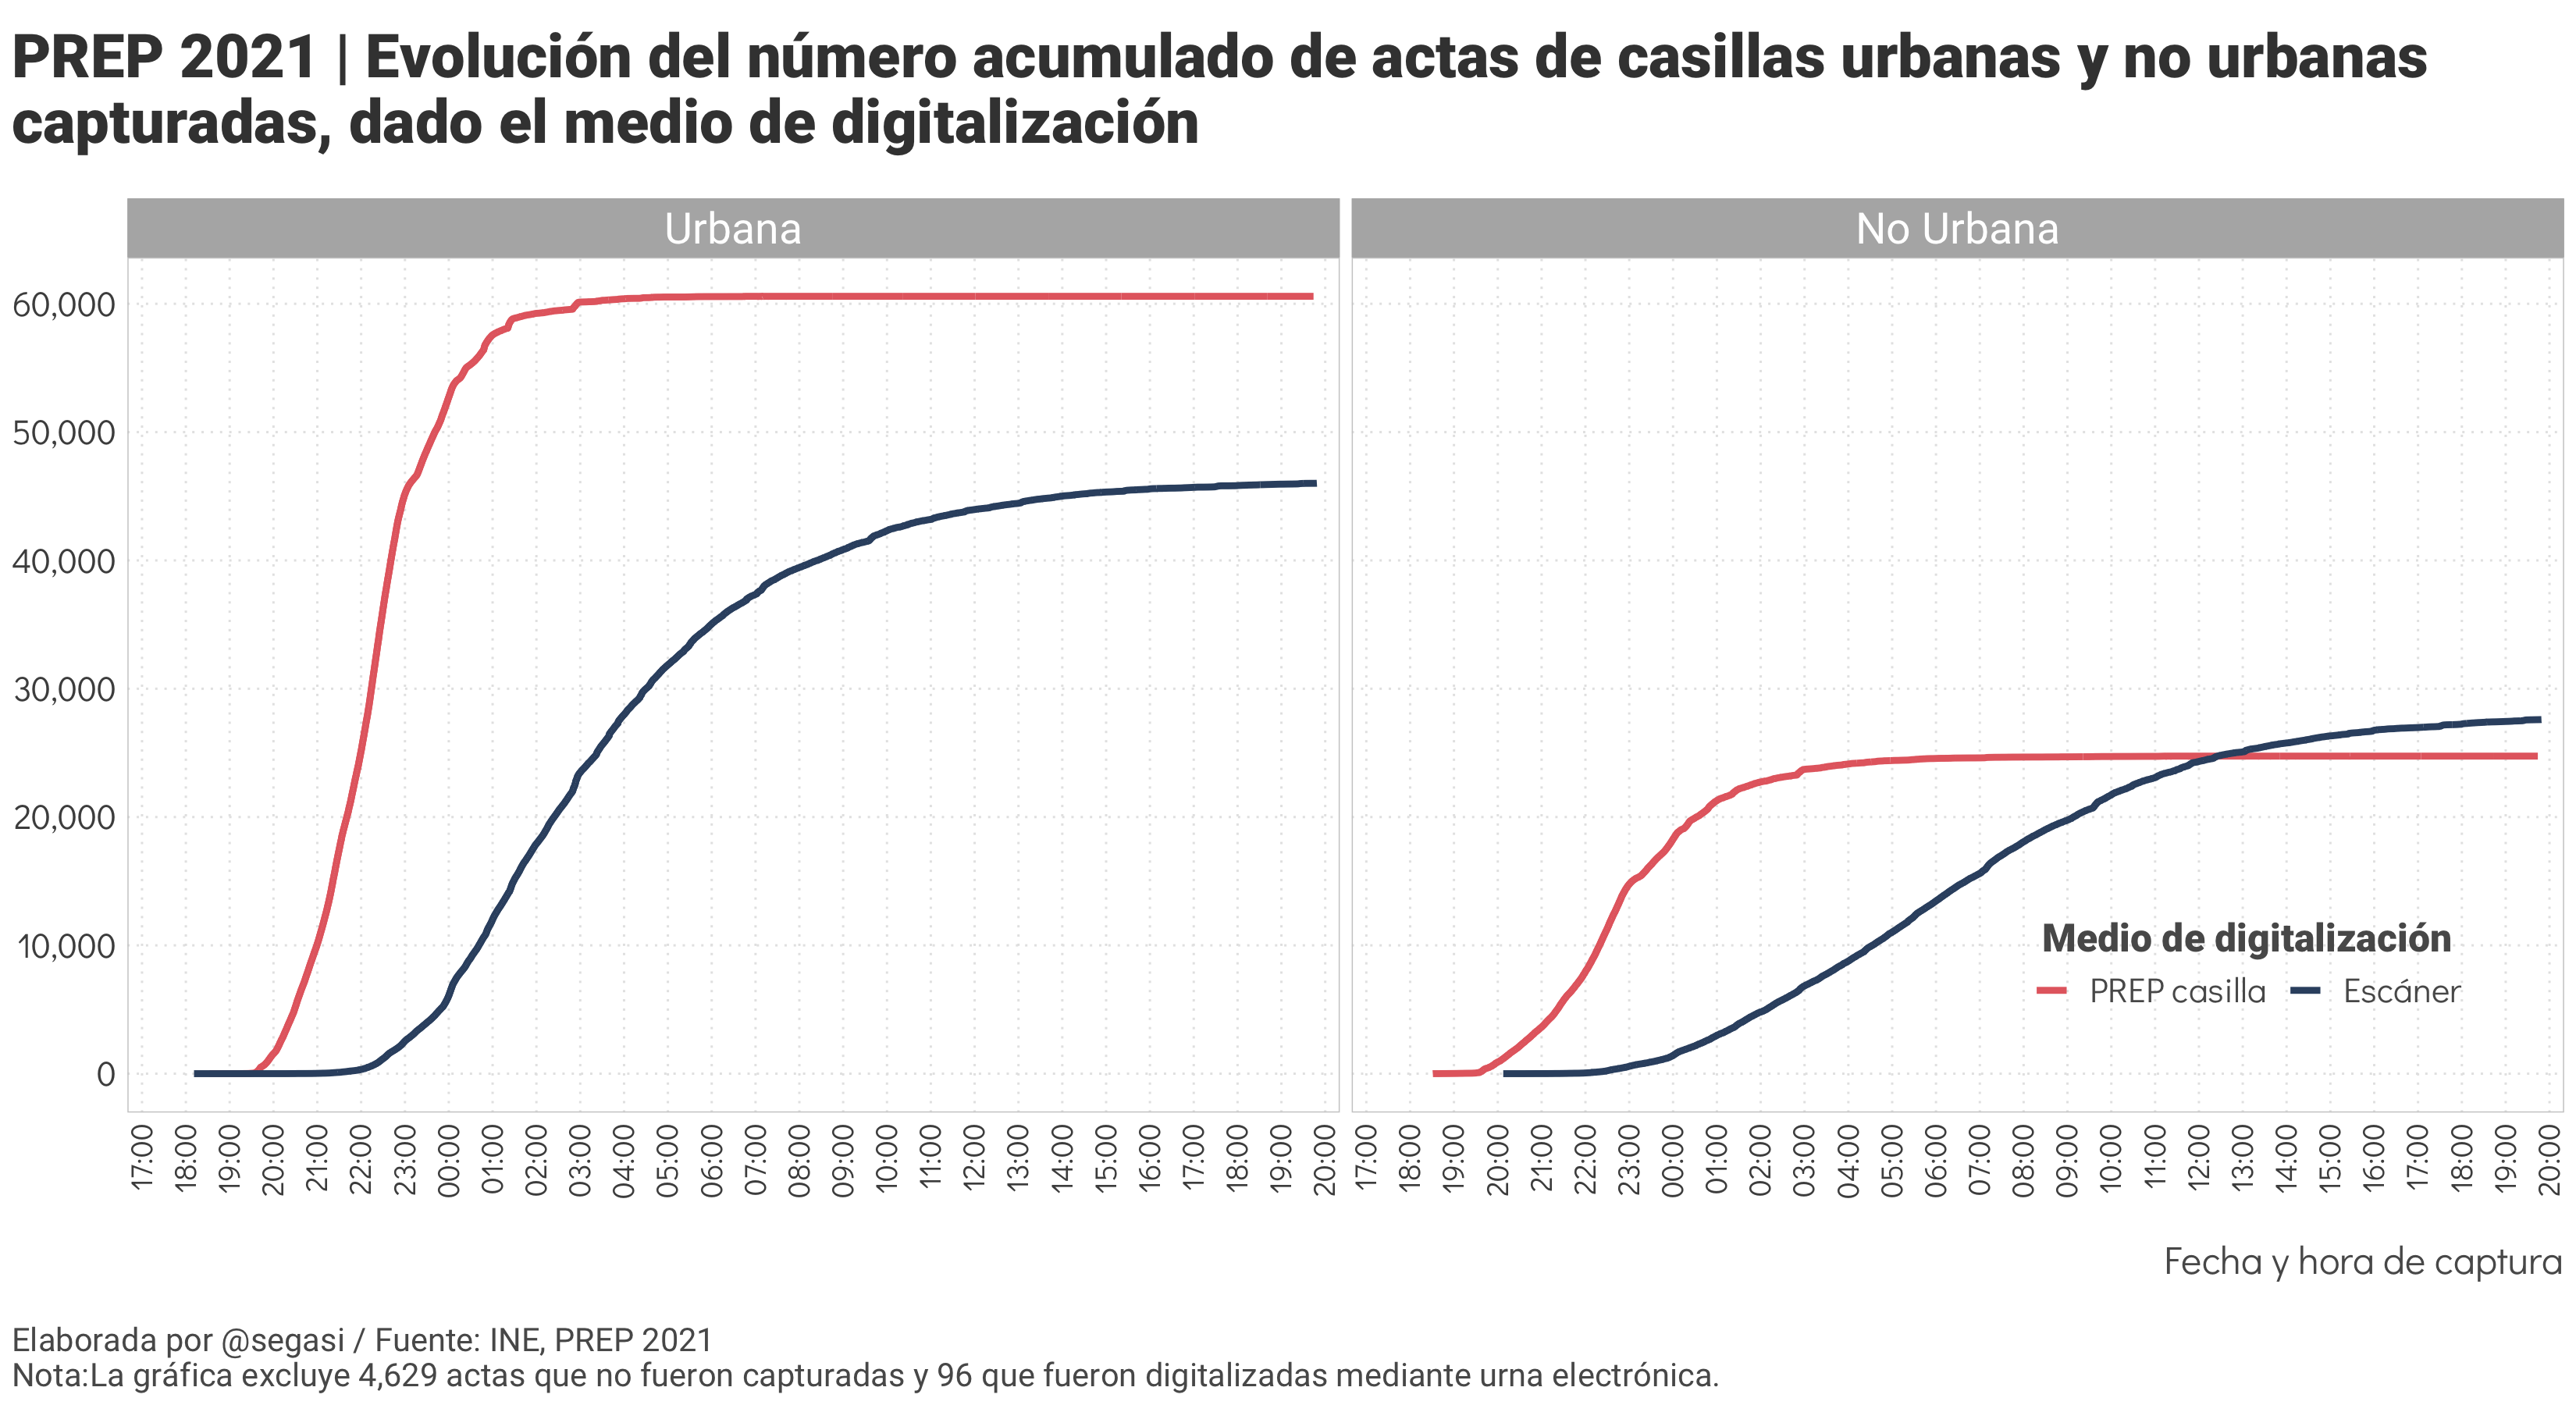 PREP 2021 | Evolución del número acumulado de actas de casillas urbanas y no urbanas
capturadas, dado el medio de digitalización
Urbana
No Urbana
60,000
50,000
40,000
30,000
20,000
10,000
0
Medio de digitalización
PREP casilla
Escáner
17:00 18:00 19:00 20:00 21:00 22:00 23:00 00:00 01:00 02:00 03:00 04:00 05:00 06:00 07:00 08:00 09:00 10:00 11:00 12:00 13:00 14:00 15:00 16:00 17:00 18:00 19:00 20:00
17:00 18:00 19:00 20:00 21:00 22:00 23:00 00:00 01:00 02:00 03:00 04:00 05:00 06:00 07:00 08:00 09:00 10:00 11:00 12:00 13:00 14:00 15:00 16:00 17:00 18:00 19:00 20:00
Fecha y hora de captura
Elaborada por @segasi / Fuente: INE, PREP 2021
Nota:La gráfica excluye 4,629 actas que no fueron capturadas y 96 que fueron digitalizadas mediante urna electrónica.